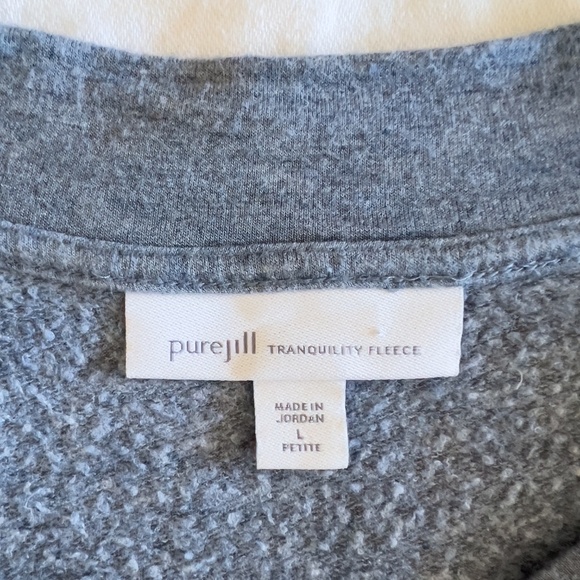 purejill TRANQUILITY FLEECE
MADE IN
JORDAN
L
PETITE